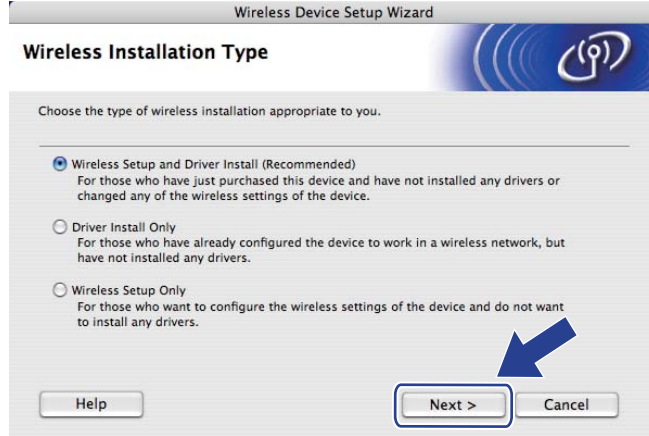 Wireless Device Setup Wizard
Wireless Installation Type
Choose the type of wireless installation appropriate to you.
Wireless Setup and Driver Install (Recommended)
For those who have just purchased this device and have not installed any drivers or
changed any of the wireless settings of the device.
Driver Install Only
For those who have already configured the device to work in a wireless network, but
have not installed any drivers.
Wireless Setup Only
For those who want to configure the wireless settings of the device and do not want
to install any drivers.
Help
Next >
Cancel